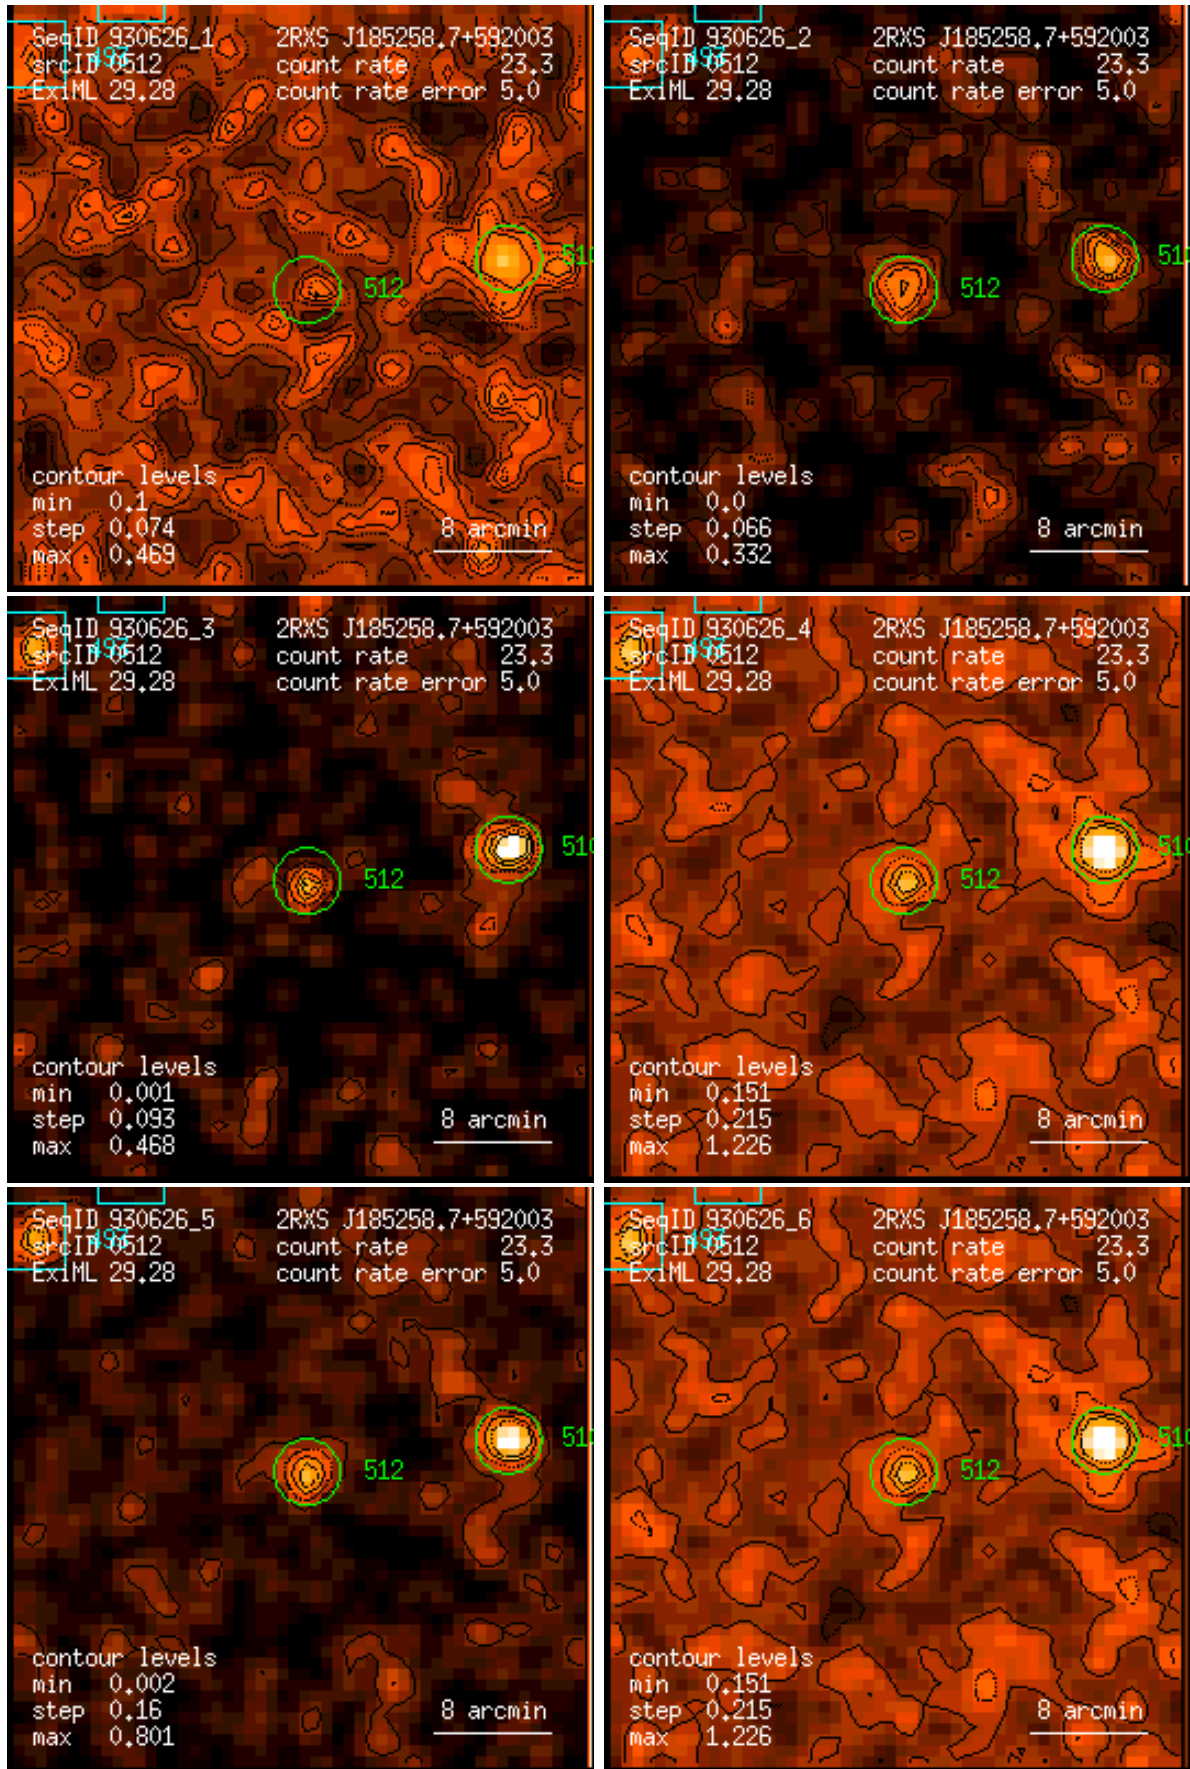 SeqID 930626_1 2RXS J185258.7+592003
srcID 0512 count rate 23.3
ExiML 29.28 count rate error 5.0
497
510
512
contour levels
min 0.1
step 0.074
max 0.469
8 arcmin
SeqID 930626_2 2RXS J185258.7+592003
srcID 0512 count rate 23.3
ExiML 29.28 count rate error 5.0
510
512
contour levels
min 0.0
step 0.066
max 0.332
8 arcmin
SeqID 930626_3 2RXS J185258.7+592003
srcID 0512 count rate 23.3
ExiML 29.28 count rate error 5.0
510
512
contour levels
min 0.001
step 0.093
max 0.468
8 arcmin
SeqID 930626_4 2RXS J185258.7+592003
srcID 0512 count rate 23.3
ExiML 29.28 count rate error 5.0
510
512
contour levels
min 0.151
step 0.215
max 1.226
8 arcmin
SeqID 930626_5 2RXS J185258.7+592003
srcID 0512 count rate 23.3
ExiML 29.28 count rate error 5.0
512
contour levels
min 0.002
step 0.16
max 0.801
8 arcmin
SeqID 930626_6 2RXS J185258.7+592003
srcID 0512 count rate 23.3
ExiML 29.28 count rate error 5.0
510
512
contour levels
min 0.151
step 0.215
max 1.226
8 arcmin